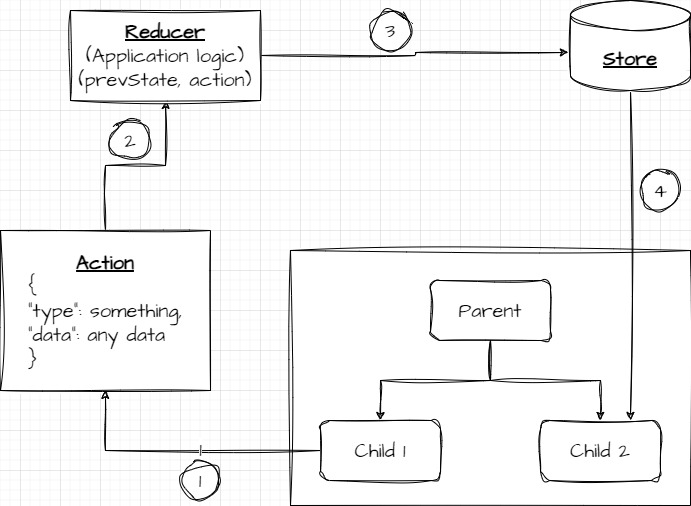 Reducer
(Application logic)
(prevState, action)
3
Store
2
4
Action
{
"type": something,
"data": any data
}
Parent
Child 1
Child 2
1